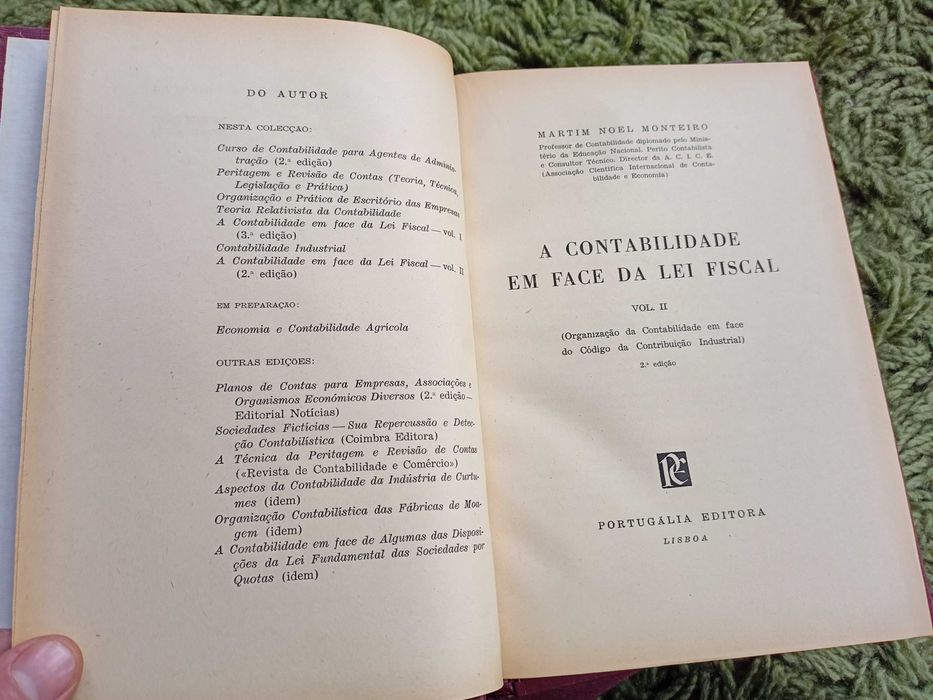 DO AUTOR
NESTA COLECÇÃO:
Curso de Contabilidade para Agentes de Adminis-
tração (2.ª edição)
Peritagem e Revisão de Contas (Teoria, Técnica,
Legislação e Prática)
Organização e Prática de Escritório das Empresas
Teoria Relativista da Contabilidade
A Contabilidade em face da Lei Fiscal — vol. I
(3.ª edição)
Contabilidade Industrial
A Contabilidade em face da Lei Fiscal — vol. II
(2.ª edição)
EM PREPARAÇÃO:
Economia e Contabilidade Agrícola
OUTRAS EDIÇÕES:
Planos de Contas para Empresas, Associações e
Organismos Económicos Diversos (2.ª edição —
Editorial Notícias)
Sociedades Fictícias — Sua Repercussão e Detec-
ção Contabilística (Coimbra Editora)
A Técnica da Peritagem e Revisão de Contas
(«Revista de Contabilidade e Comércio»)
Aspectos da Contabilidade da Indústria de Curtu-
mes (idem)
Organização Contabilística das Fábricas de Moa-
gem (idem)
A Contabilidade em face de Algumas das Disposi-
ções da Lei Fundamental das Sociedades por
Quotas (idem)
MARTIM NOEL MONTEIRO
Professor de Contabilidade diplomado pelo Minis-
tério da Educação Nacional. Perito Contabilista
e Consultor Técnico. Director da A. C. I. C. E.
(Associação Científica Internacional de Conta-
bilidade e Economia)
A CONTABILIDADE
EM FACE DA LEI FISCAL
VOL. II
(Organização da Contabilidade em face
do Código da Contribuição Industrial)
2.ª edição
PE
PORTUGÁLIA EDITORA
LISBOA